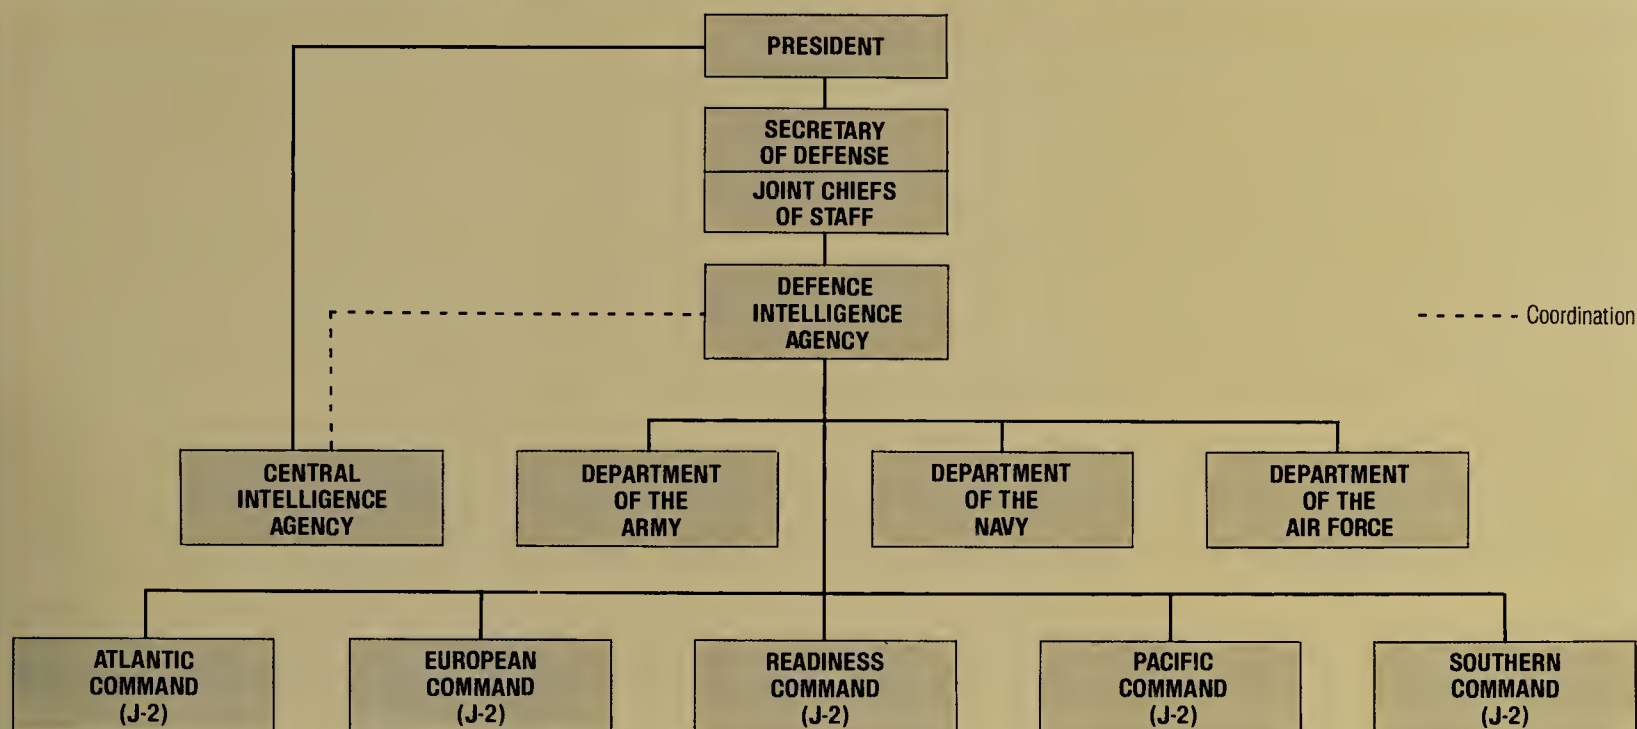 PRESIDENT
SECRETARY
OF DEFENSE
JOINT CHIEFS
OF STAFF
DEFENCE
INTELLIGENCE
AGENCY
- - - - - - Coordination
CENTRAL
INTELLIGENCE
AGENCY
DEPARTMENT
OF THE
ARMY
DEPARTMENT
OF THE
NAVY
DEPARTMENT
OF THE
AIR FORCE
ATLANTIC
COMMAND
(J-2)
EUROPEAN
COMMAND
(J-2)
READINESS
COMMAND
(J-2)
PACIFIC
COMMAND
(J-2)
SOUTHERN
COMMAND
(J-2)